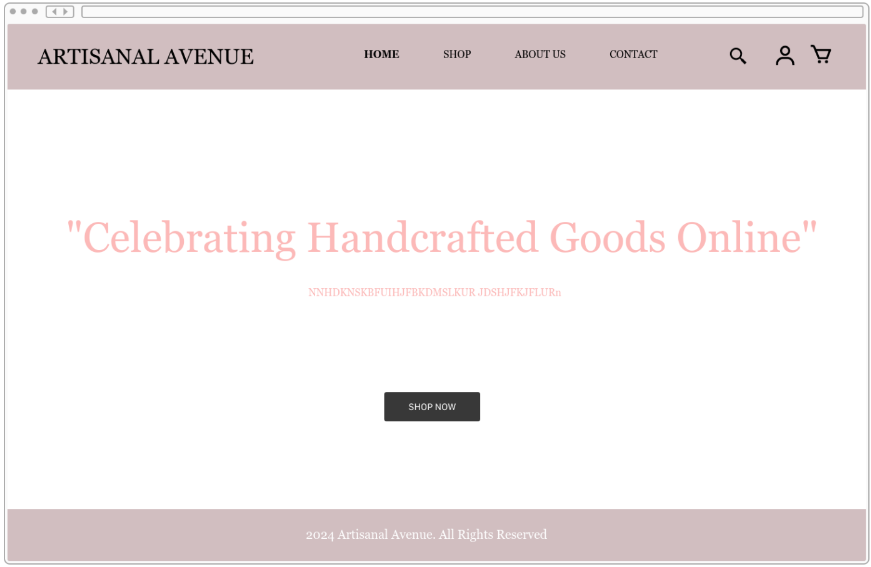 ARTISANAL AVENUE
HOME SHOP ABOUT US CONTACT
"Celebrating Handcrafted Goods Online"
NNHDKNSKBFUIHJFBKDMSLKUR JDSHJFKJFLURn
SHOP NOW
2024 Artisanal Avenue. All Rights Reserved